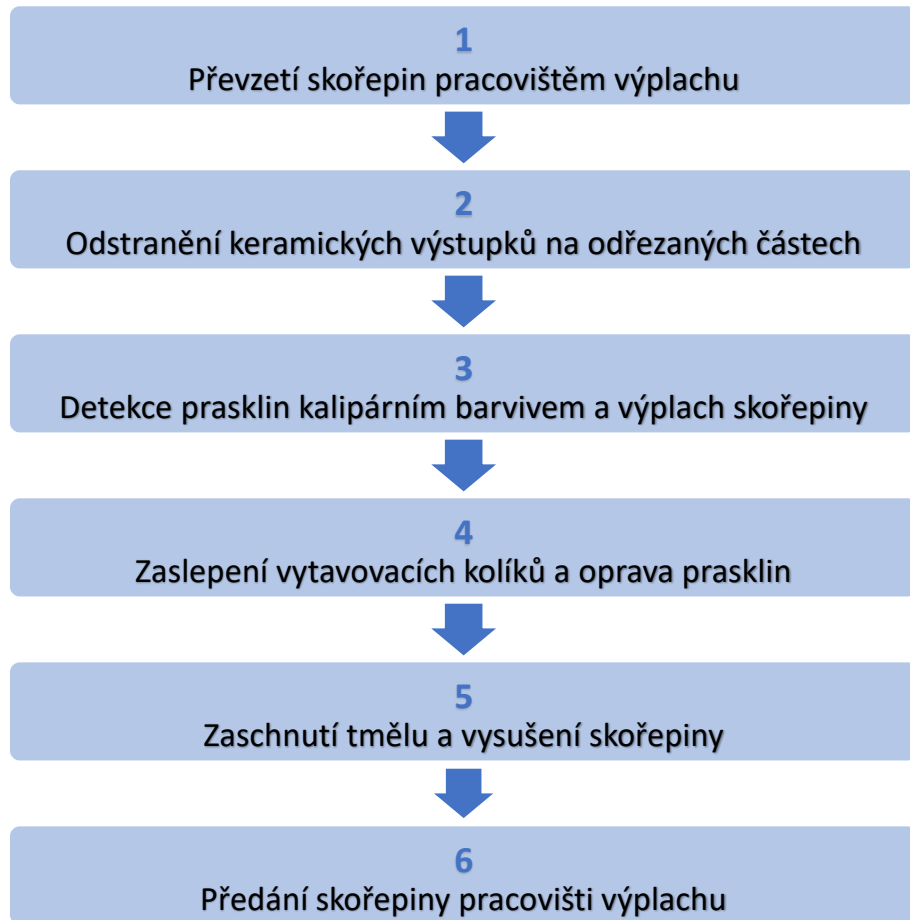 1
Převzetí skořepin pracovištěm výplachu
2
Odstranění keramických výstupků na odřezaných částech
3
Detekce prasklin kalipárním barvivem a výplach skořepiny
4
Zaslepení vytavovacích kolíků a oprava prasklin
5
Zaschnutí tmělu a vysušení skořepiny
6
Předání skořepiny pracovišti výplachu